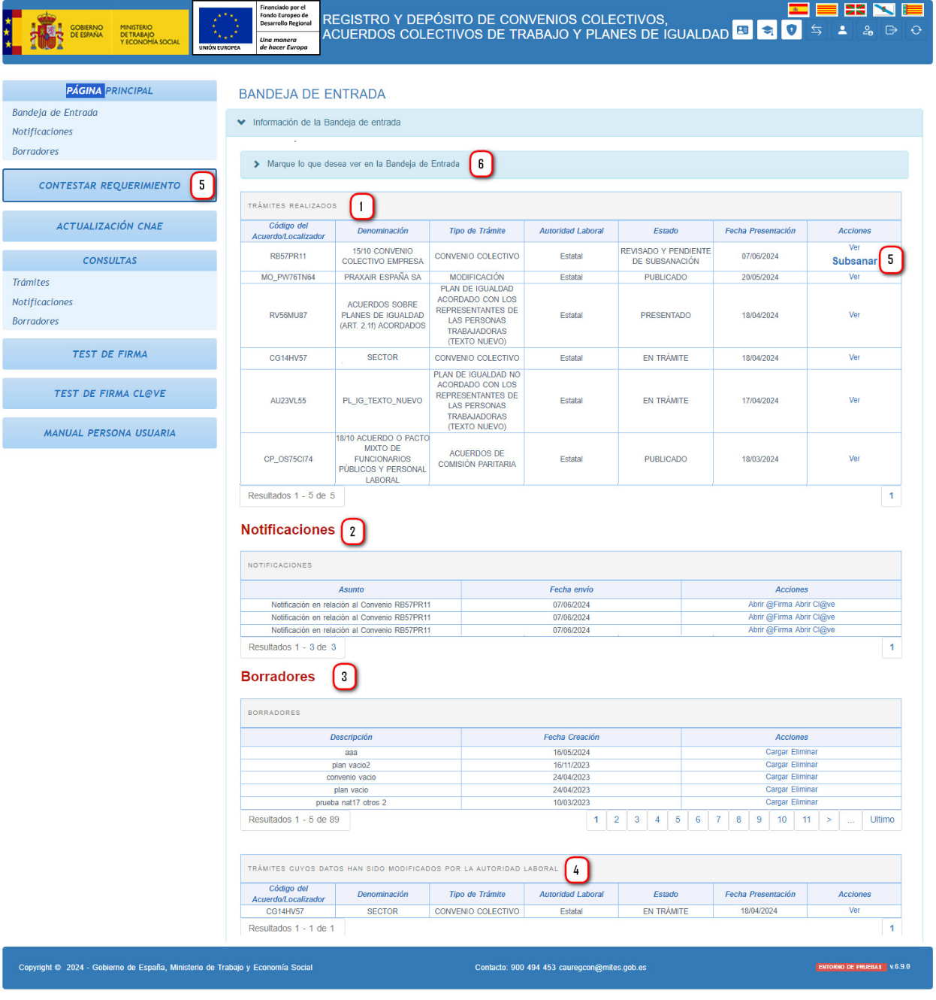 GOBIERNO
DE ESPAÑA
MINISTERIO
DE TRABAJO
Y ECONOMÍA SOCIAL
UNIÓN EUROPEA
Financiado por el
Fondo Europeo de
Desarrollo Regional
Una manera
de hacer Europa
REGISTRO Y DEPÓSITO DE CONVENIOS COLECTIVOS,
ACUERDOS COLECTIVOS DE TRABAJO Y PLANES DE IGUALDAD
PÁGINA PRINCIPAL
Bandeja de Entrada
Notificaciones
Borradores
CONTESTAR REQUERIMIENTO 5
ACTUALIZACIÓN CNAE
CONSULTAS
Trámites
Notificaciones
Borradores
TEST DE FIRMA
TEST DE FIRMA CL@VE
MANUAL PERSONA USUARIA
BANDEJA DE ENTRADA
Información de la Bandeja de entrada
Marque lo que desea ver en la Bandeja de Entrada 6
TRÁMITES REALIZADOS 1
Código del Acuerdo/Localizador Denominación Tipo de Trámite Autoridad Laboral Estado Fecha Presentación Acciones
RB57PR11 15/10 CONVENIO COLECTIVO EMPRESA CONVENIO COLECTIVO Estatal REVISADO Y PENDIENTE DE SUBSANACIÓN 07/06/2024 Ver Subsanar 5
MO_PW76TN64 PRAXAIR ESPAÑA SA MODIFICACIÓN Estatal PUBLICADO 20/05/2024 Ver
RV56MU87 ACUERDOS SOBRE PLANES DE IGUALDAD (ART. 2.1f) ACORDADOS PLAN DE IGUALDAD ACORDADO CON LOS REPRESENTANTES DE LAS PERSONAS TRABAJADORAS (TEXTO NUEVO) Estatal PRESENTADO 18/04/2024 Ver
CG14HV57 SECTOR CONVENIO COLECTIVO Estatal EN TRÁMITE 18/04/2024 Ver
AU23VL55 PL_IG_TEXTO_NUEVO PLAN DE IGUALDAD NO ACORDADO CON LOS REPRESENTANTES DE LAS PERSONAS TRABAJADORAS (TEXTO NUEVO) Estatal EN TRÁMITE 17/04/2024 Ver
CP_OS75CI74 18/10 ACUERDO O PACTO MIXTO DE FUNCIONARIOS PÚBLICOS Y PERSONAL LABORAL ACUERDOS DE COMISIÓN PARITARIA Estatal PUBLICADO 18/03/2024 Ver
Resultados 1 - 5 de 5 1
Notificaciones 2
NOTIFICACIONES
Asunto Fecha envío Acciones
Notificación en relación al Convenio RB57PR11 07/06/2024 Abrir @Firma Abrir Cl@ve
Notificación en relación al Convenio RB57PR11 07/06/2024 Abrir @Firma Abrir Cl@ve
Notificación en relación al Convenio RB57PR11 07/06/2024 Abrir @Firma Abrir Cl@ve
Resultados 1 - 3 de 3 1
Borradores 3
BORRADORES
Descripción Fecha Creación Acciones
aaa 16/05/2024 Cargar Eliminar
plan vacio2 16/11/2023 Cargar Eliminar
convenio vacio 24/04/2023 Cargar Eliminar
plan vacio 24/04/2023 Cargar Eliminar
prueba nat17 otros 2 10/03/2023 Cargar Eliminar
Resultados 1 - 5 de 89 1 2 3 4 5 6 7 8 9 10 11 > ... Ultimo
TRÁMITES CUYOS DATOS HAN SIDO MODIFICADOS POR LA AUTORIDAD LABORAL 4
Código del Acuerdo/Localizador Denominación Tipo de Trámite Autoridad Laboral Estado Fecha Presentación Acciones
CG14HV57 SECTOR CONVENIO COLECTIVO Estatal EN TRÁMITE 18/04/2024 Ver
Resultados 1 - 1 de 1 1
Copyright © 2024 - Gobierno de España, Ministerio de Trabajo y Economía Social Contacto: 900 494 453 cauregcon@mites.gob.es ENTORNO DE PRUEBAS v.6.9.0